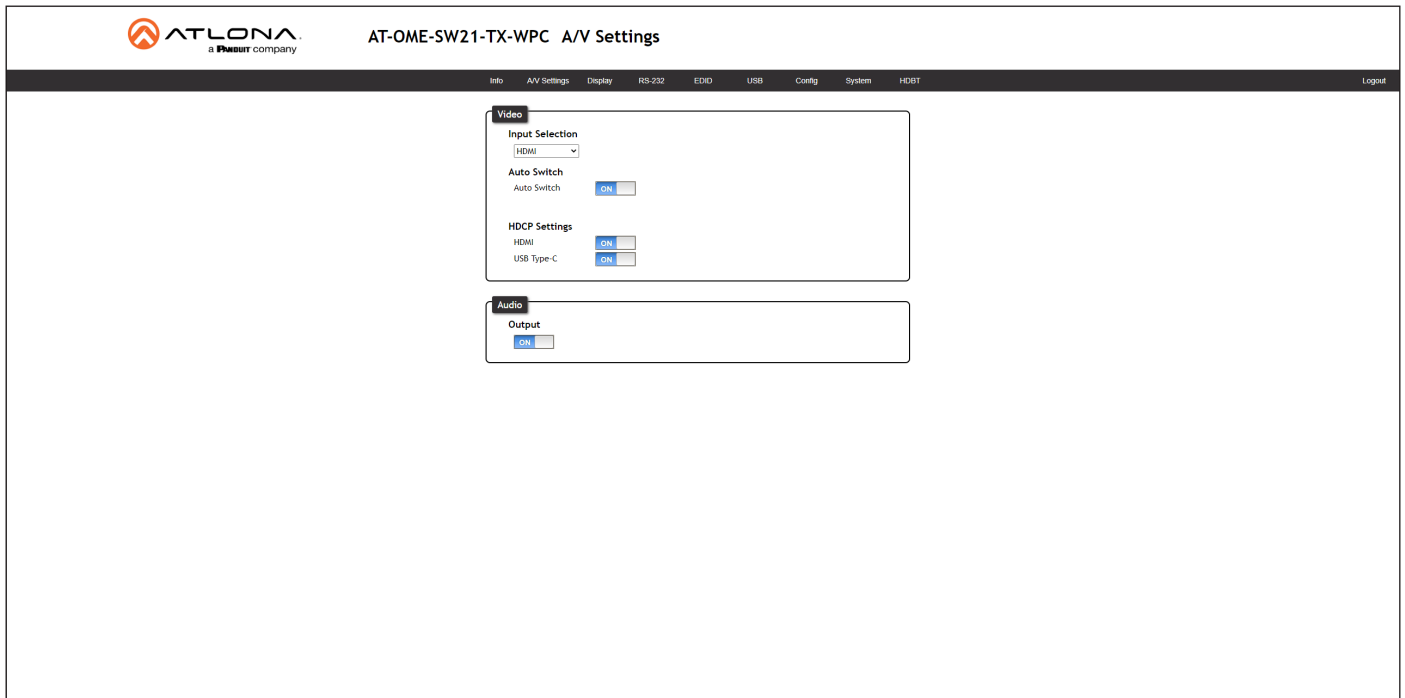 ATLONA.
a PANDUIT company
AT-OME-SW21-TX-WPC A/V Settings
Info A/V Settings Display RS-232 EDID USB Config System HDBT Logout
Video
Input Selection
HDMI
Auto Switch
Auto Switch ON
HDCP Settings
HDMI ON
USB Type-C ON
Audio
Output
ON